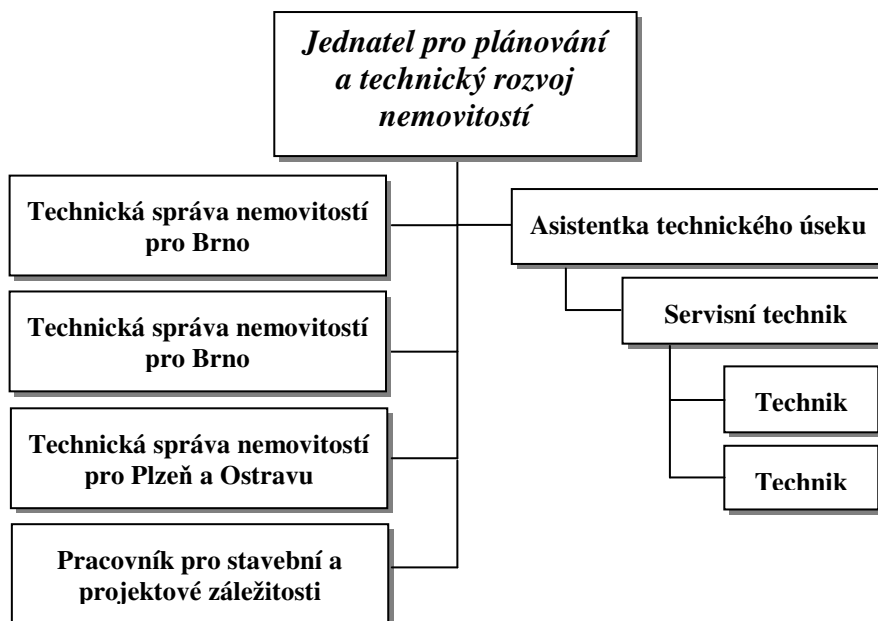 Jednatel pro plánování
a technický rozvoj
nemovitostí
Technická správa nemovitostí
pro Brno
Technická správa nemovitostí
pro Brno
Technická správa nemovitostí
pro Plzeň a Ostravu
Pracovník pro stavební a
projektové záležitosti
Asistentka technického úseku
Servisní technik
Technik
Technik